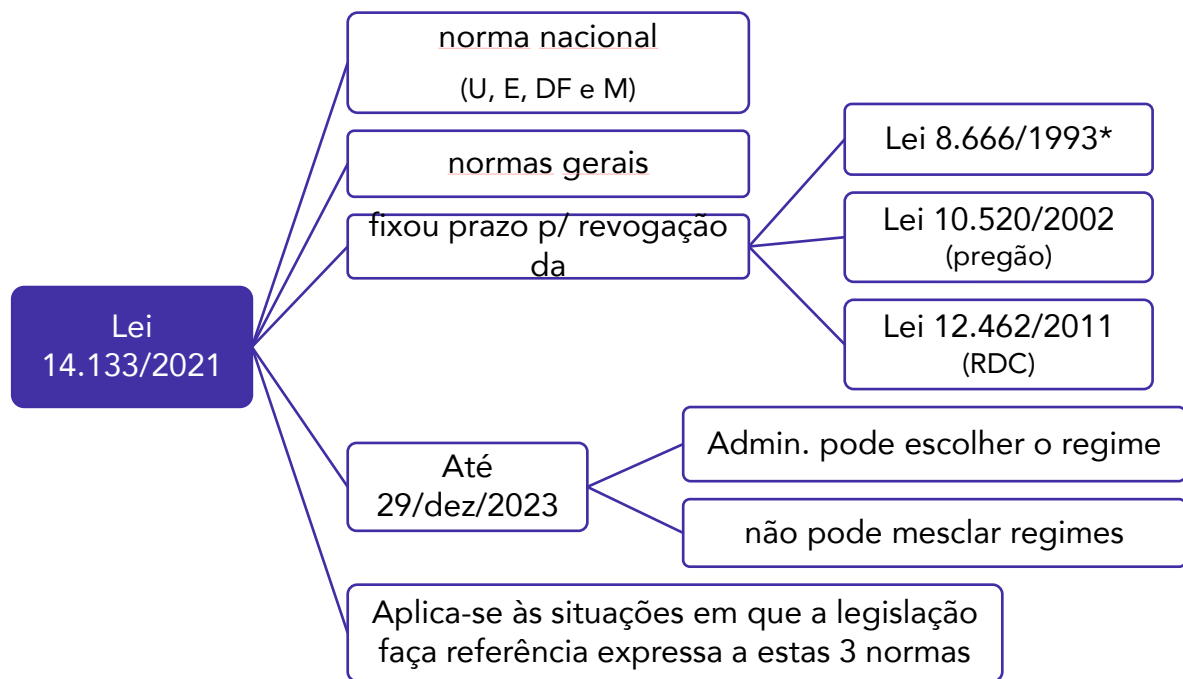 Lei
14.133/2021
norma nacional
(U, E, DF e M)
normas gerais
fixou prazo p/ revogação
da
Lei 8.666/1993*
Lei 10.520/2002
(pregão)
Lei 12.462/2011
(RDC)
Até
29/dez/2023
Admin. pode escolher o regime
não pode mesclar regimes
Aplica-se às situações em que a legislação
faça referência expressa a estas 3 normas